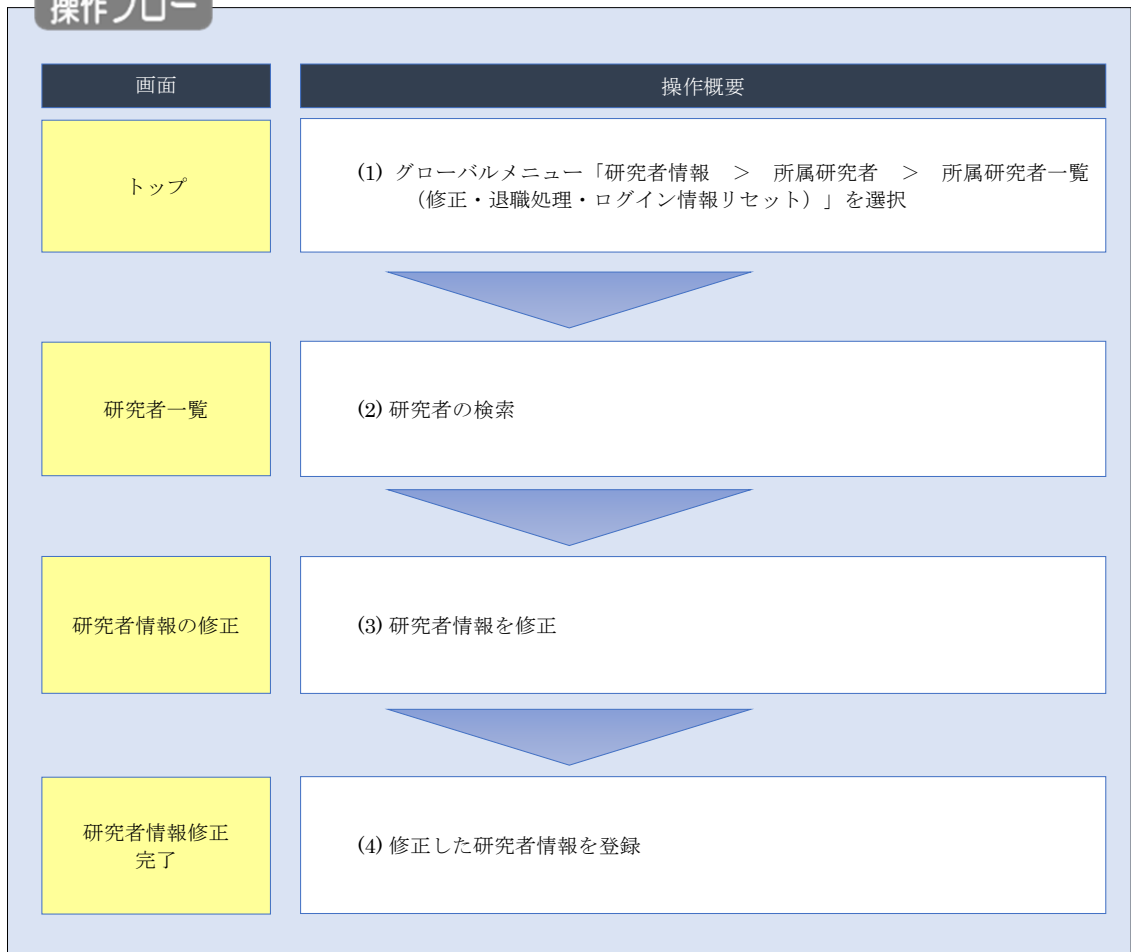 操作フロー
画面
操作概要
トップ
(1) グローバルメニュー「研究者情報　＞　所属研究者　＞　所属研究者一覧
（修正・退職処理・ログイン情報リセット）」を選択
研究者一覧
(2) 研究者の検索
研究者情報の修正
(3) 研究者情報を修正
研究者情報修正
完了
(4) 修正した研究者情報を登録